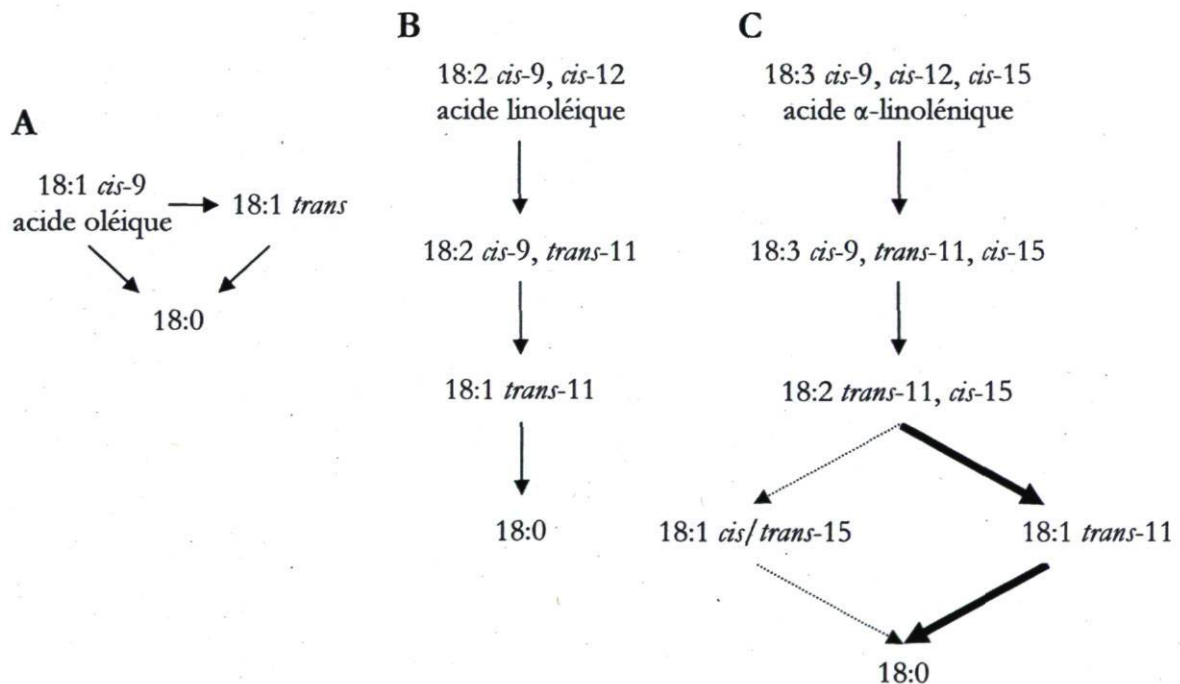 A
18:1 cis-9
acide oléique
18:1 trans
18:0
B
18:2 cis-9, cis-12
acide linoléique
18:2 cis-9, trans-11
18:1 trans-11
18:0
C
18:3 cis-9, cis-12, cis-15
acide α-linolénique
18:3 cis-9, trans-11, cis-15
18:2 trans-11, cis-15
18:1 cis/trans-15
18:1 trans-11
18:0